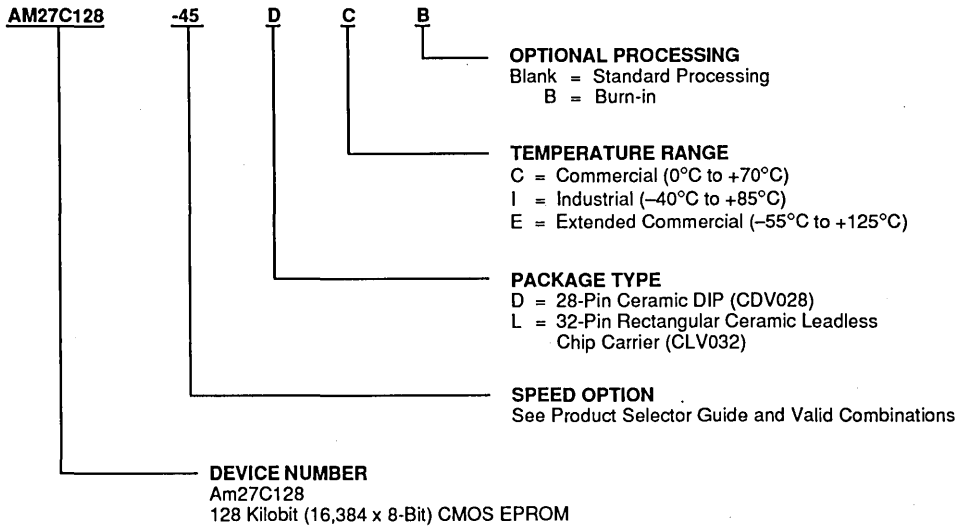 AM27C128 -45 D C B
OPTIONAL PROCESSING
Blank = Standard Processing
B = Burn-in
TEMPERATURE RANGE
C = Commercial (0°C to +70°C)
I = Industrial (–40°C to +85°C)
E = Extended Commercial (–55°C to +125°C)
PACKAGE TYPE
D = 28-Pin Ceramic DIP (CDV028)
L = 32-Pin Rectangular Ceramic Leadless
Chip Carrier (CLV032)
SPEED OPTION
See Product Selector Guide and Valid Combinations
DEVICE NUMBER
Am27C128
128 Kilobit (16,384 x 8-Bit) CMOS EPROM